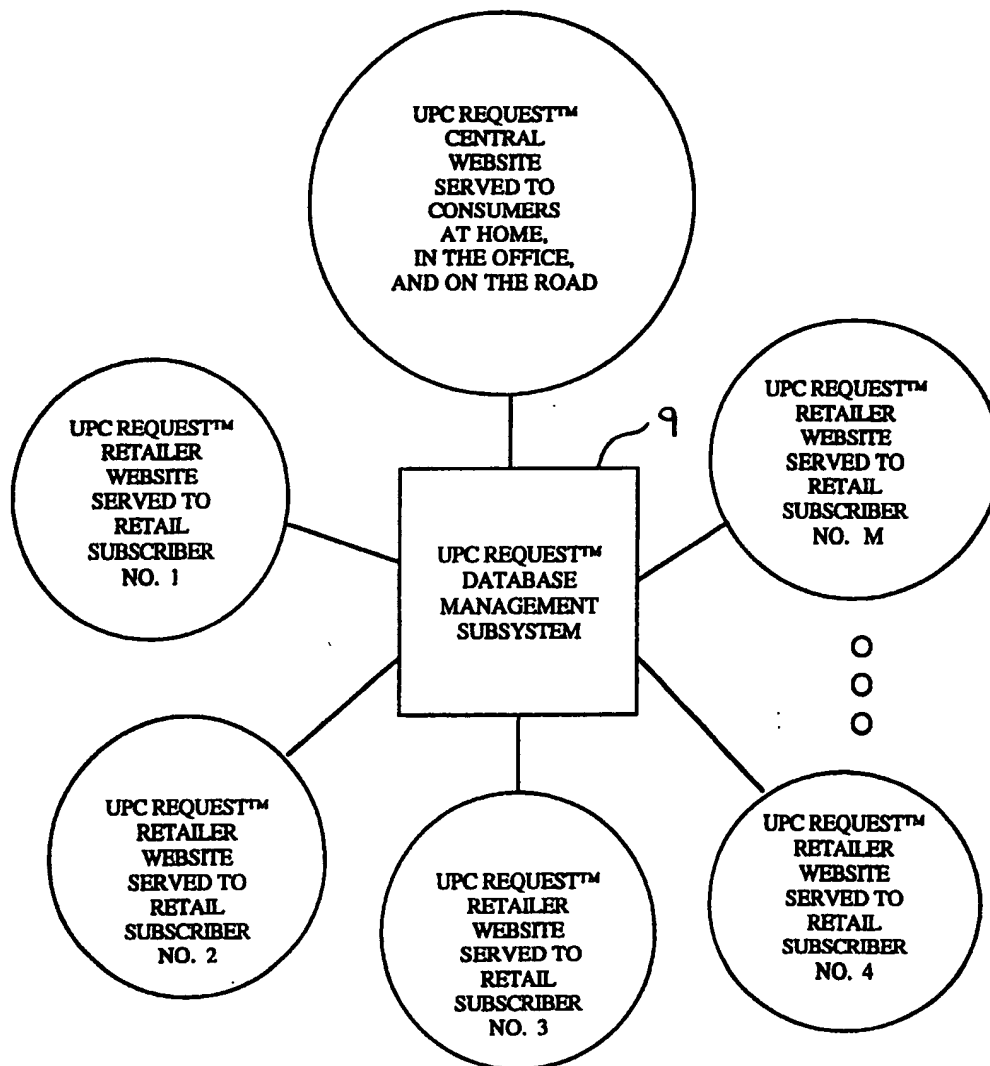 UPC REQUEST™
CENTRAL
WEBSITE
SERVED TO
CONSUMERS
AT HOME,
IN THE OFFICE,
AND ON THE ROAD
UPC REQUEST™
RETAILER
WEBSITE
SERVED TO
RETAIL
SUBSCRIBER
NO. 1
9
UPC REQUEST™
RETAILER
WEBSITE
SERVED TO
RETAIL
SUBSCRIBER
NO. M
UPC REQUEST™
DATABASE
MANAGEMENT
SUBSYSTEM
UPC REQUEST™
RETAILER
WEBSITE
SERVED TO
RETAIL
SUBSCRIBER
NO. 2
UPC REQUEST™
RETAILER
WEBSITE
SERVED TO
RETAIL
SUBSCRIBER
NO. 3
UPC REQUEST™
RETAILER
WEBSITE
SERVED TO
RETAIL
SUBSCRIBER
NO. 4